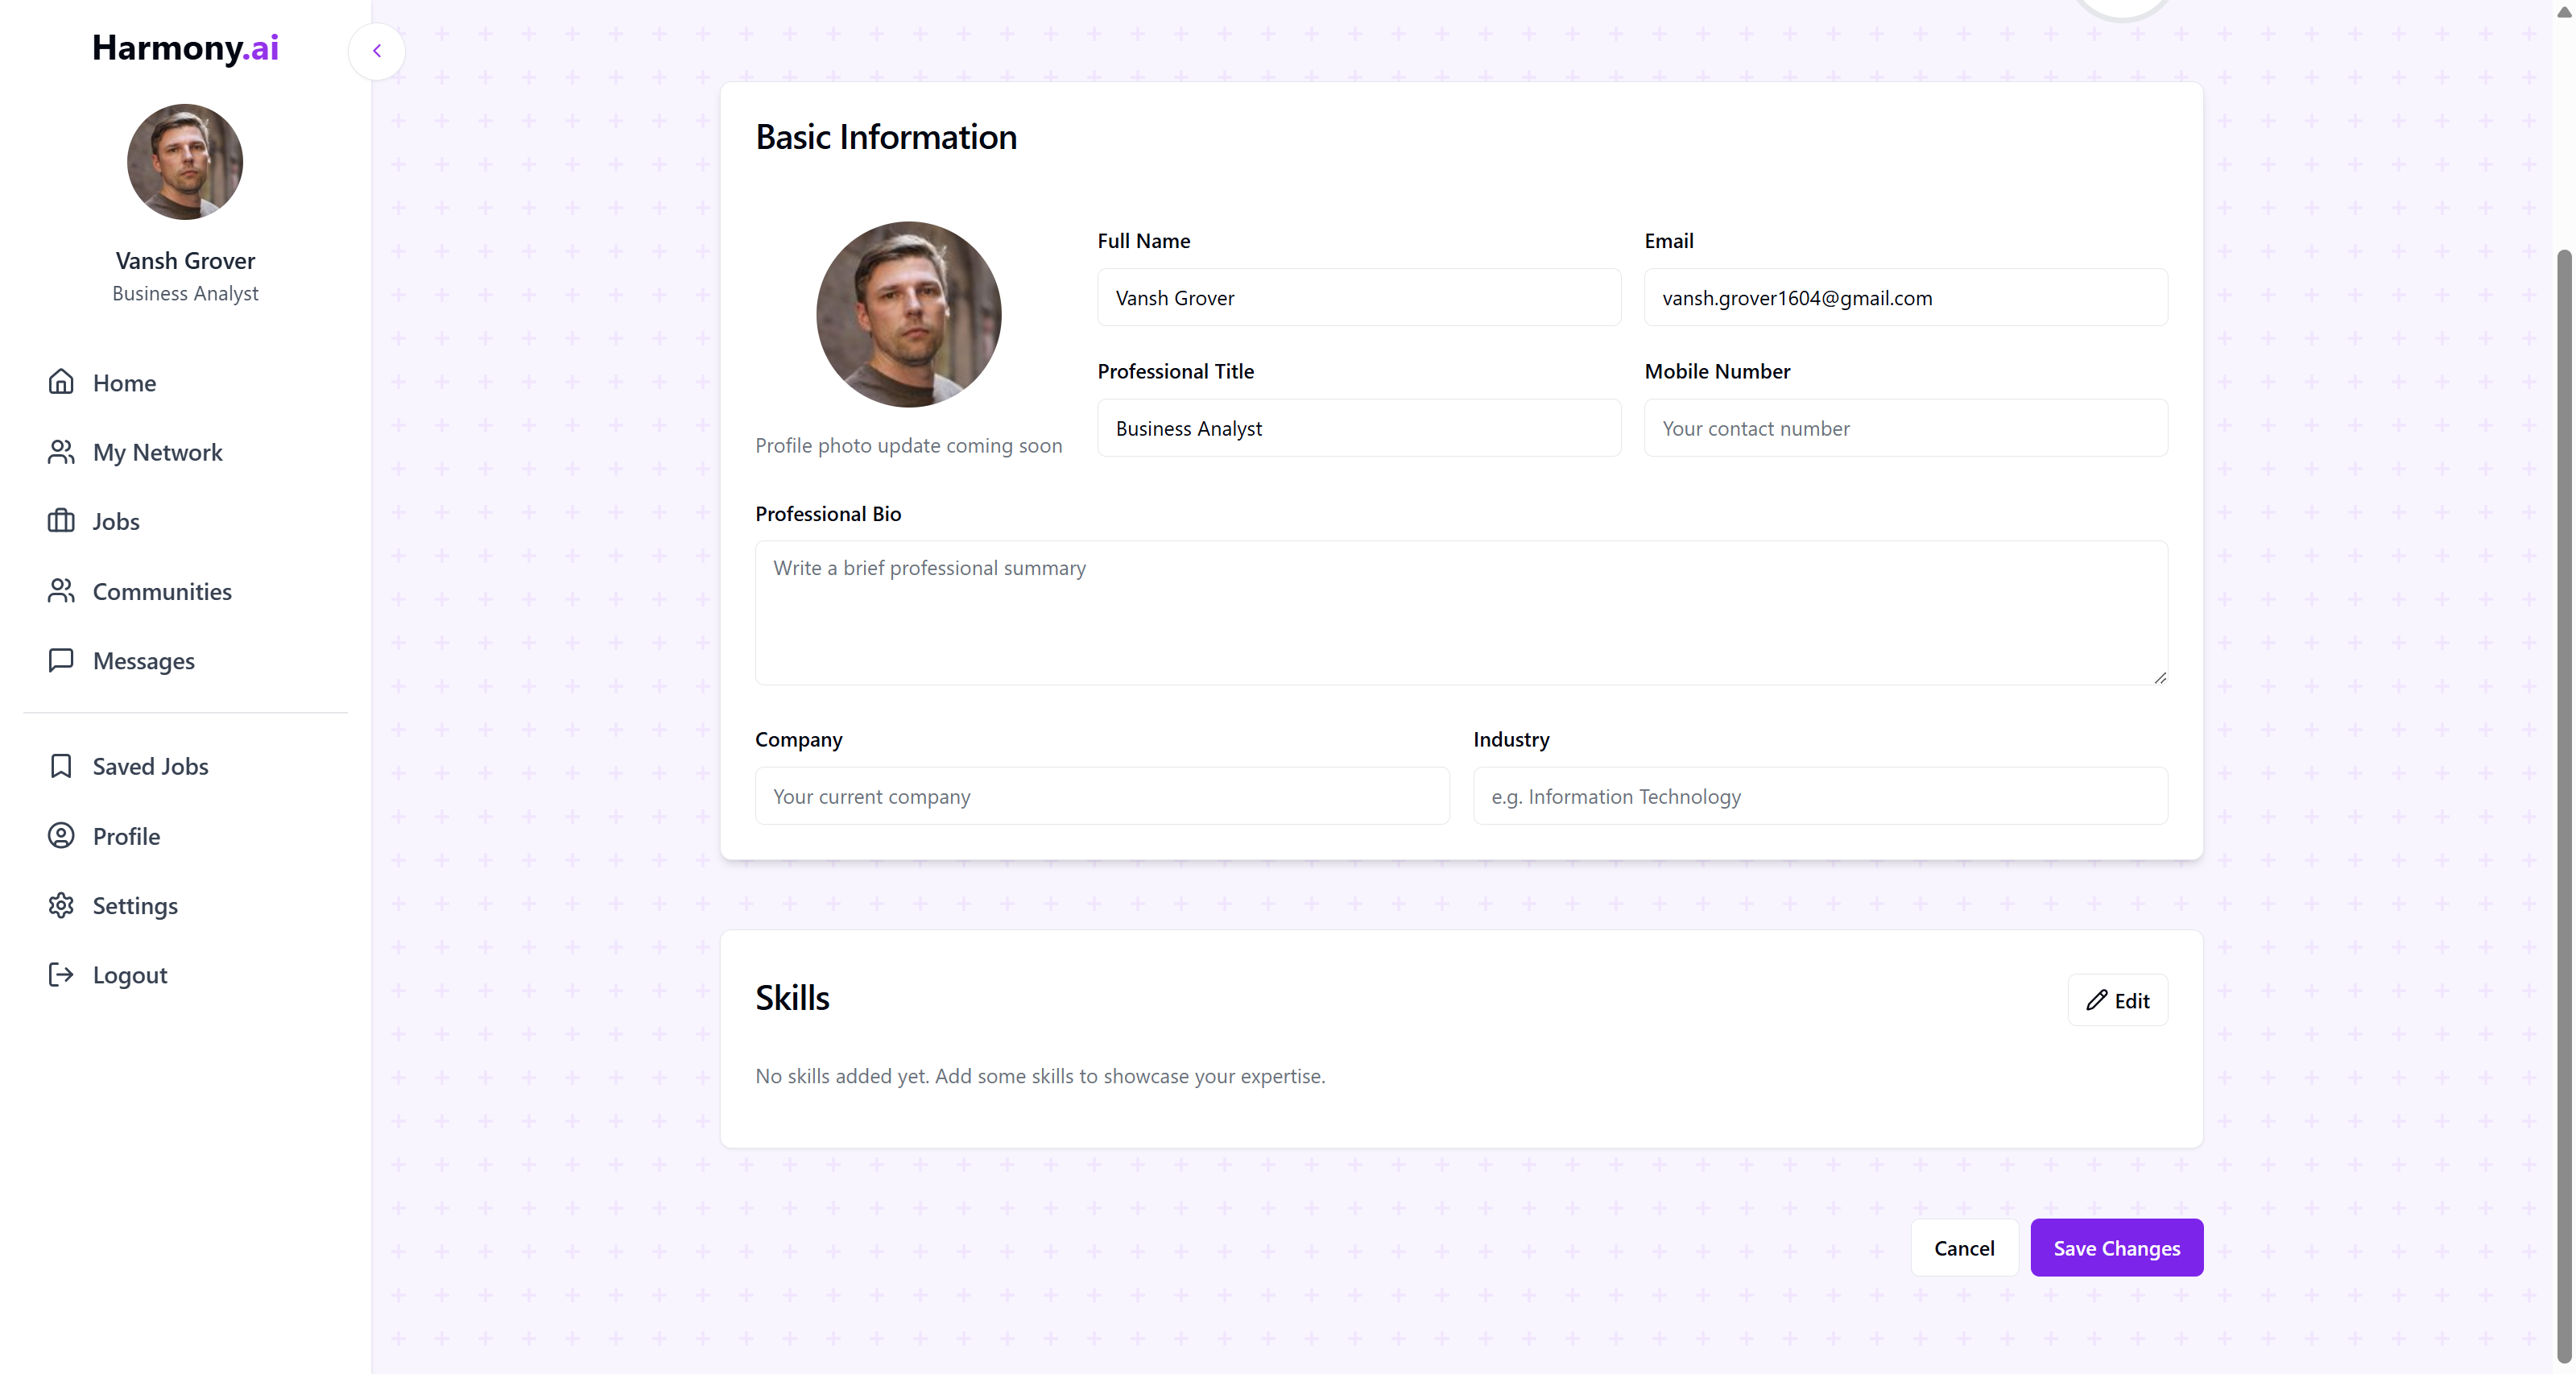 Harmony.ai
Vansh Grover
Business Analyst
Home
My Network
Jobs
Communities
Messages
Saved Jobs
Profile
Settings
Logout
Basic Information
Profile photo update coming soon
Full Name
Vansh Grover
Email
vansh.grover1604@gmail.com
Professional Title
Business Analyst
Mobile Number
Your contact number
Professional Bio
Write a brief professional summary
Company
Your current company
Industry
e.g. Information Technology
Skills
Edit
No skills added yet. Add some skills to showcase your expertise.
Cancel
Save Changes